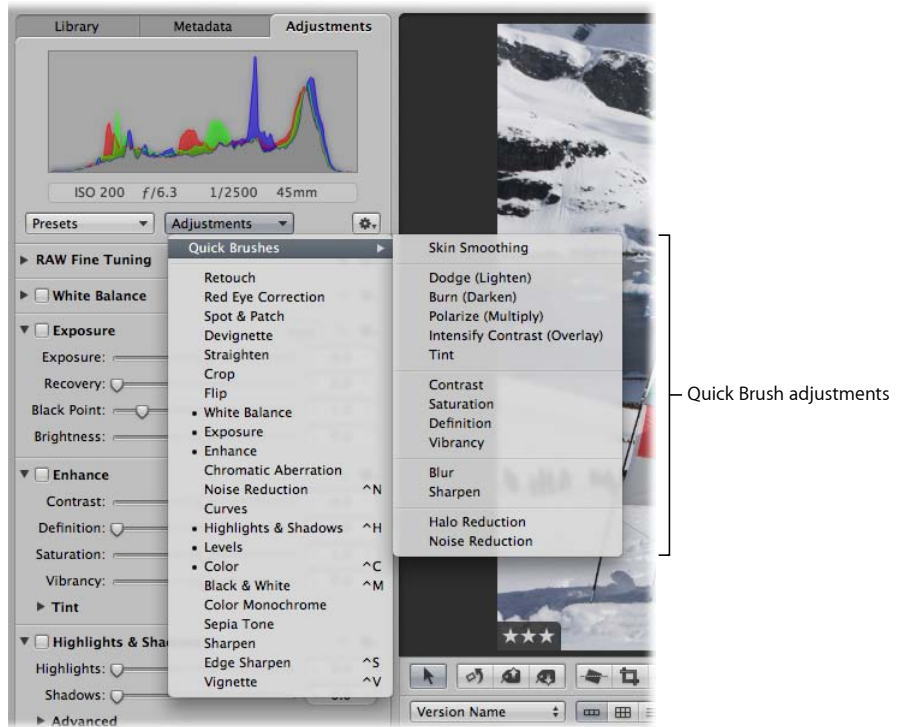 Library Metadata Adjustments
ISO 200 f/6.3 1/2500 45mm
Presets Adjustments
RAW Fine Tuning
White Balance
Exposure
Exposure:
Recovery:
Black Point:
Brightness:
Enhance
Contrast:
Definition:
Saturation:
Vibrancy:
Tint
Highlights & Sha
Highlights:
Shadows:
Advanced
Quick Brushes
Retouch
Red Eye Correction
Spot & Patch
Devignette
Straighten
Crop
Flip
• White Balance
• Exposure
• Enhance
Chromatic Aberration
Noise Reduction ^N
Curves
• Highlights & Shadows ^H
• Levels
• Color ^C
Black & White ^M
Color Monochrome
Sepia Tone
Sharpen
Edge Sharpen ^S
Vignette ^V
Skin Smoothing
Dodge (Lighten)
Burn (Darken)
Polarize (Multiply)
Intensify Contrast (Overlay)
Tint
Contrast
Saturation
Definition
Vibrancy
Blur
Sharpen
Halo Reduction
Noise Reduction
Quick Brush adjustments
Version Name